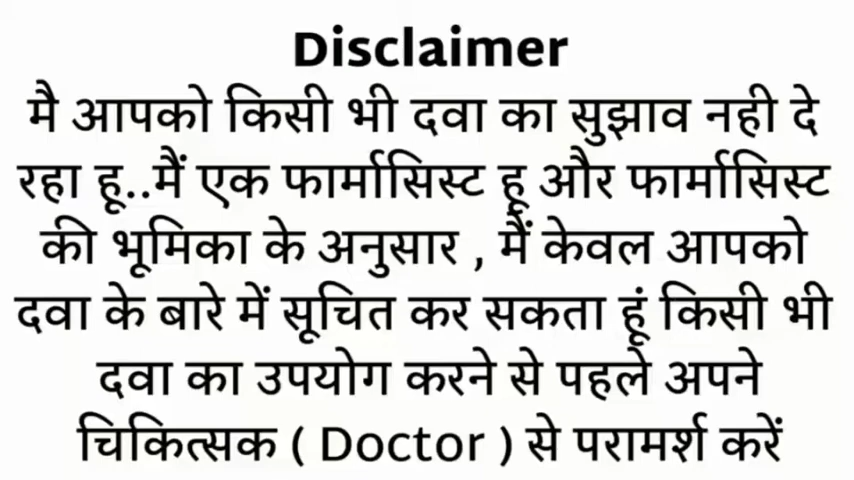 Disclaimer
मै आपको किसी भी दवा का सुझाव नही दे
रहा हू..मैं एक फार्मासिस्ट हू और फार्मासिस्ट
की भूमिका के अनुसार , मैं केवल आपको
दवा के बारे में सूचित कर सकता हूं किसी भी
दवा का उपयोग करने से पहले अपने
चिकित्सक ( Doctor ) से परामर्श करें